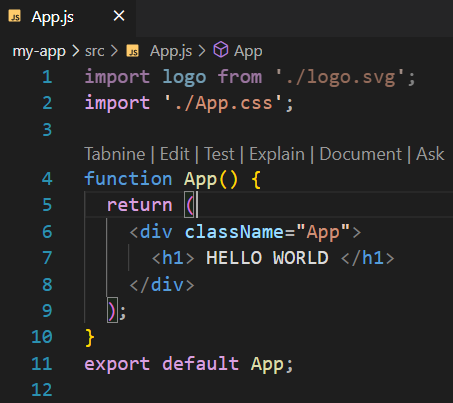 JS App.js ×
my-app > src > JS App.js > App
1 import logo from './logo.svg';
2 import './App.css';
3
Tabnine | Edit | Test | Explain | Document | Ask
4 function App() {
5   return (
6     <div className="App">
7       <h1> HELLO WORLD </h1>
8     </div>
9   );
10 }
11 export default App;
12